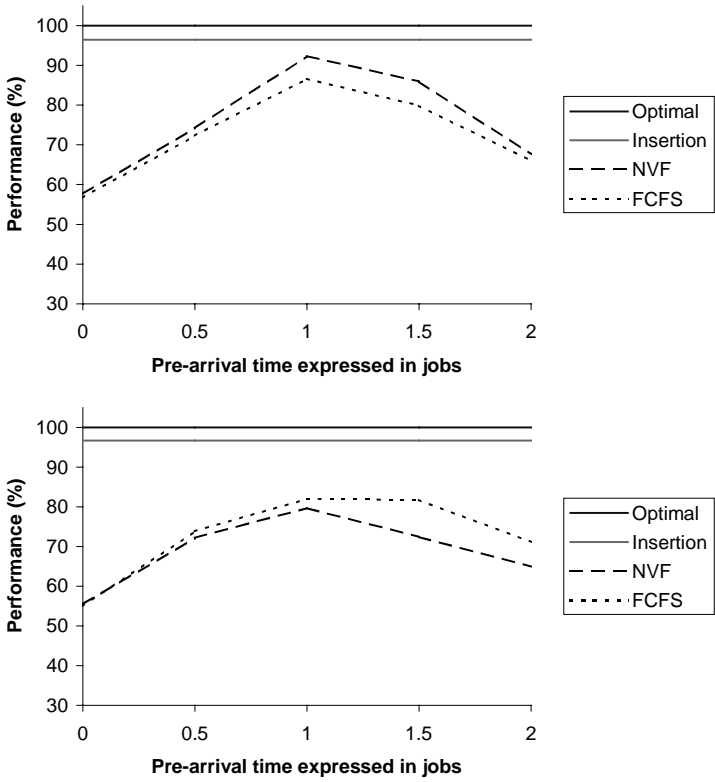 100
90
80
70
60
50
40
30
Performance (%)
0 0.5 1 1.5 2
Pre-arrival time expressed in jobs
Optimal
Insertion
NVF
FCFS
100
90
80
70
60
50
40
30
Performance (%)
0 0.5 1 1.5 2
Pre-arrival time expressed in jobs
Optimal
Insertion
NVF
FCFS